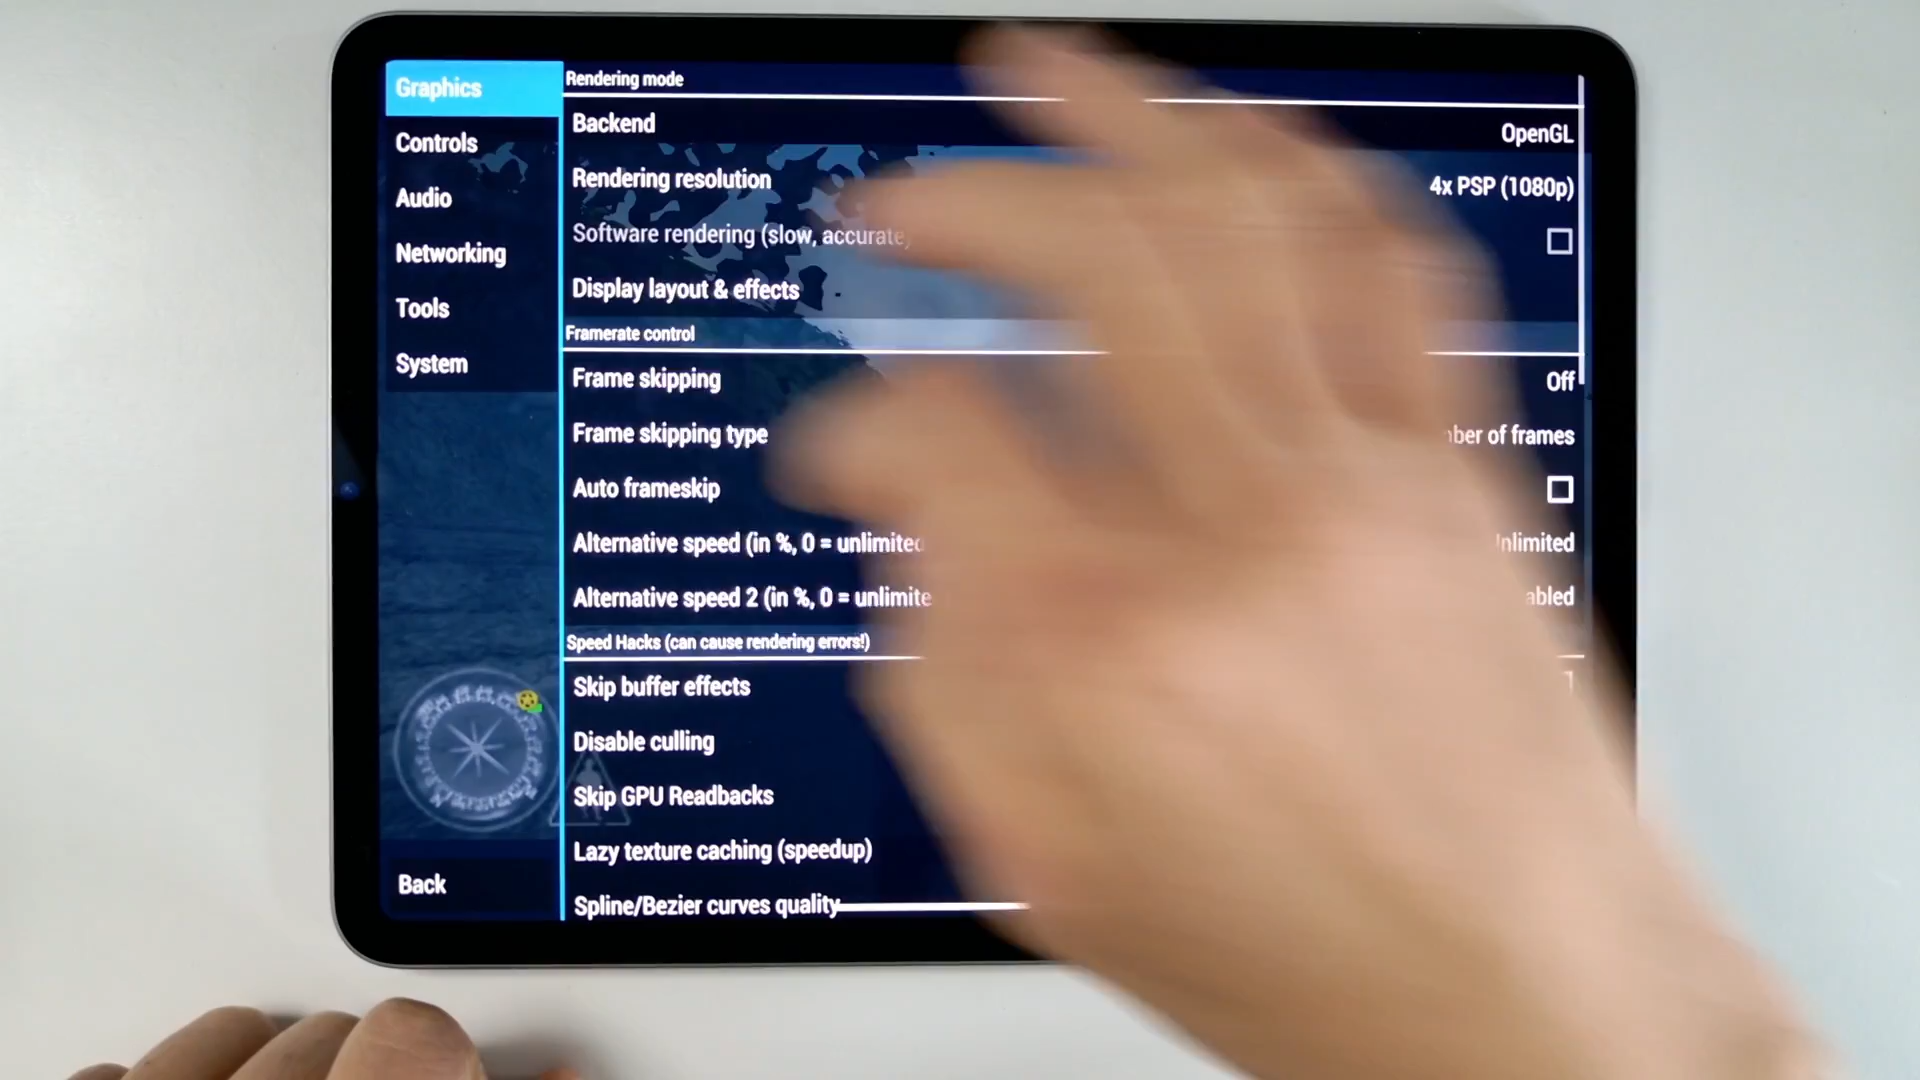 Graphics
Controls
Audio
Networking
Tools
System
Back
Rendering mode
Backend OpenGL
Rendering resolution 4x PSP (1080p)
Software rendering (slow, accurate)
Display layout & effects
Framerate control
Frame skipping Off
Frame skipping type of frames
Auto frameskip
Alternative speed (in %, 0 = unlimited
Alternative speed 2 (in %, 0 = unlimite
Speed Hacks (can cause rendering errors!)
Skip buffer effects
Disable culling
Skip GPU Readbacks
Lazy texture caching (speedup)
Spline/Bezier curves quality